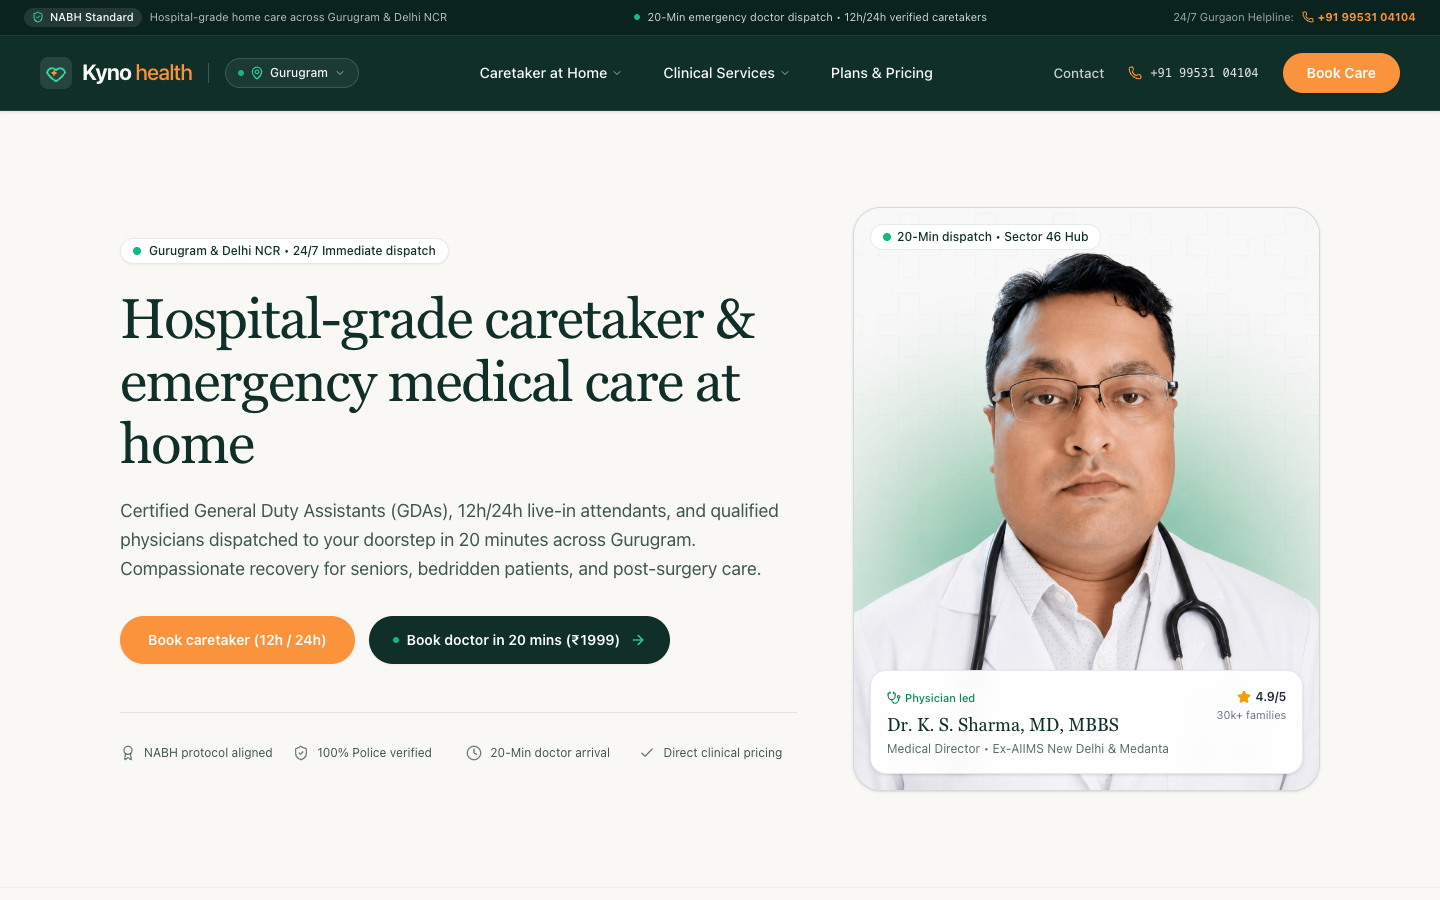 NABH Standard Hospital-grade home care across Gurugram & Delhi NCR
20-Min emergency doctor dispatch • 12h/24h verified caretakers
24/7 Gurgaon Helpline: +91 99531 04104
Kyno health
Gurugram
Caretaker at Home
Clinical Services
Plans & Pricing
Contact
+91 99531 04104
Book Care
Gurugram & Delhi NCR • 24/7 Immediate dispatch
Hospital-grade caretaker &
emergency medical care at
home
Certified General Duty Assistants (GDAs), 12h/24h live-in attendants, and qualified
physicians dispatched to your doorstep in 20 minutes across Gurugram.
Compassionate recovery for seniors, bedridden patients, and post-surgery care.
Book caretaker (12h / 24h)
Book doctor in 20 mins (₹1999)
NABH protocol aligned
100% Police verified
20-Min doctor arrival
Direct clinical pricing
20-Min dispatch • Sector 46 Hub
Physician led
4.9/5
30k+ families
Dr. K. S. Sharma, MD, MBBS
Medical Director • Ex-AIIMS New Delhi & Medanta